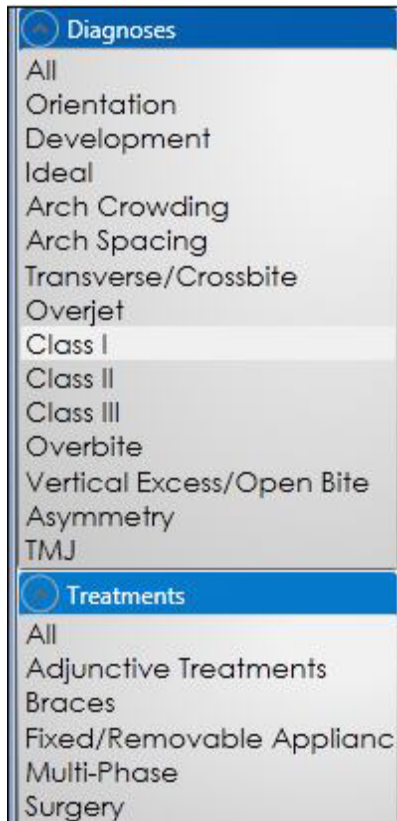 Diagnoses
All
Orientation
Development
Ideal
Arch Crowding
Arch Spacing
Transverse/Crossbite
Overjet
Class I
Class II
Class III
Overbite
Vertical Excess/Open Bite
Asymmetry
TMJ
Treatments
All
Adjunctive Treatments
Braces
Fixed/Removable Applianc
Multi-Phase
Surgery